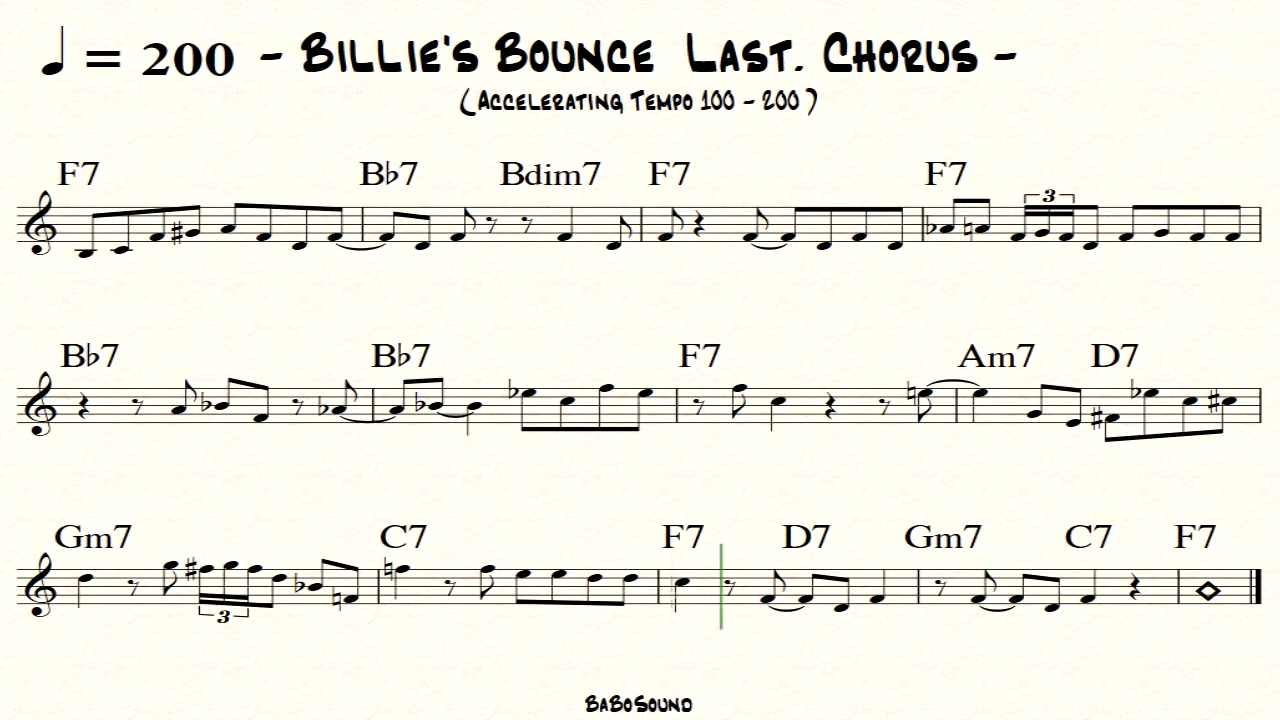 ♩ = 200 - Billie's Bounce Last. Chorus -
(Accelerating Tempo 100 - 200)
F7 B♭7 Bdim7 F7 F7
3
B♭7 B♭7 F7 Am7 D7
Gm7 C7 F7 D7 Gm7 C7 F7
3
BaBoSound